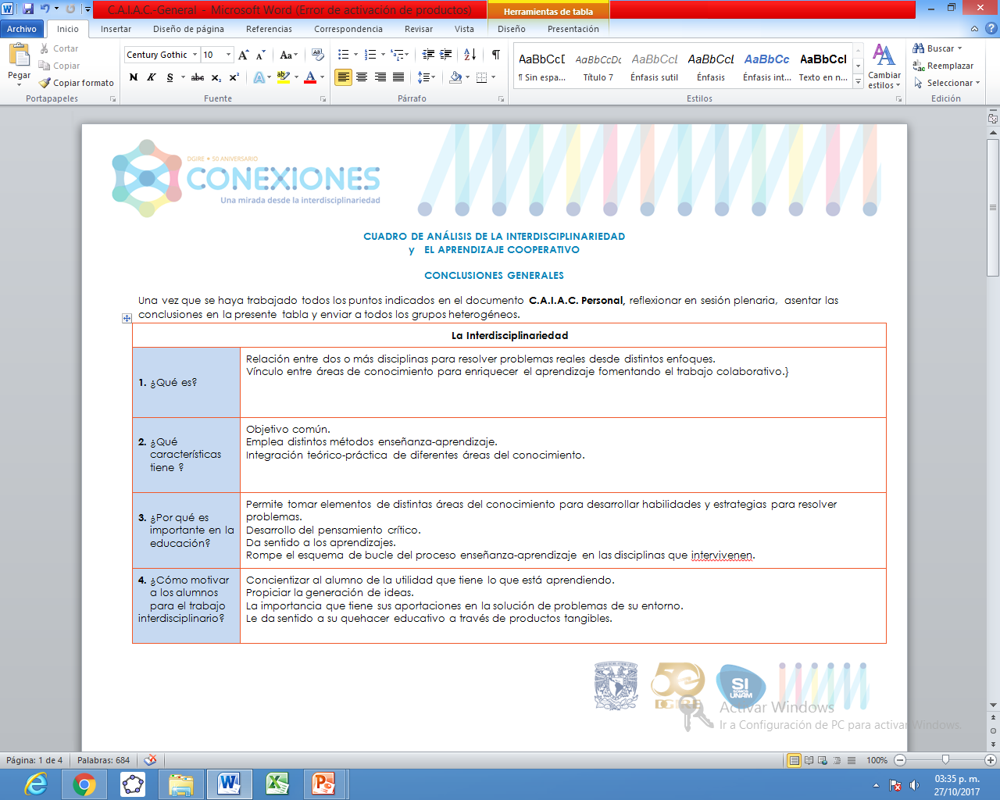 C.A.I.A.C.-General - Microsoft Word (Error de activación de productos)
Herramientas de tabla
Archivo Inicio Insertar Diseño de página Referencias Correspondencia Revisar Vista Diseño Presentación
Pegar
Cortar
Copiar
Copiar formato
Portapapeles
Century Gothic 10
Fuente
Párrafo
AaBbCcI AaBbCcDc AaBbCcL AaBbCcL AaBbCc AaBbCcI
¶ Sin espa... Título 7 Énfasis sutil Énfasis Énfasis int... Texto en n...
Estilos
Cambiar
estilos
Buscar
Reemplazar
Seleccionar
Edición
DGIRE • 50 ANIVERSARIO
CONEXIONES
Una mirada desde la interdisciplinariedad
CUADRO DE ANÁLISIS DE LA INTERDISCIPLINARIEDAD
y EL APRENDIZAJE COOPERATIVO
CONCLUSIONES GENERALES
Una vez que se haya trabajado todos los puntos indicados en el documento C.A.I.A.C. Personal, reflexionar en sesión plenaria, asentar las
conclusiones en la presente tabla y enviar a todos los grupos heterogéneos.
La Interdisciplinariedad
1. ¿Qué es?
Relación entre dos o más disciplinas para resolver problemas reales desde distintos enfoques.
Vínculo entre áreas de conocimiento para enriquecer el aprendizaje fomentando el trabajo colaborativo.}
2. ¿Qué
características
tiene ?
Objetivo común.
Emplea distintos métodos enseñanza-aprendizaje.
Integración teórico-práctica de diferentes áreas del conocimiento.
3. ¿Por qué es
importante en la
educación?
Permite tomar elementos de distintas áreas del conocimiento para desarrollar habilidades y estrategias para resolver
problemas.
Desarrollo del pensamiento crítico.
Da sentido a los aprendizajes.
Rompe el esquema de bucle del proceso enseñanza-aprendizaje en las disciplinas que intervivenen.
4. ¿Cómo motivar
a los alumnos
para el trabajo
interdisciplinario?
Concientizar al alumno de la utilidad que tiene lo que está aprendiendo.
Propiciar la generación de ideas.
La importancia que tiene sus aportaciones en la solución de problemas de su entorno.
Le da sentido a su quehacer educativo a través de productos tangibles.
DGIRE
SI
SOMOS
UNAM
Activar Windows
Ir a Configuración de PC para activar Windows.
Página: 1 de 4 Palabras: 684
100%
03:35 p. m.
27/10/2017